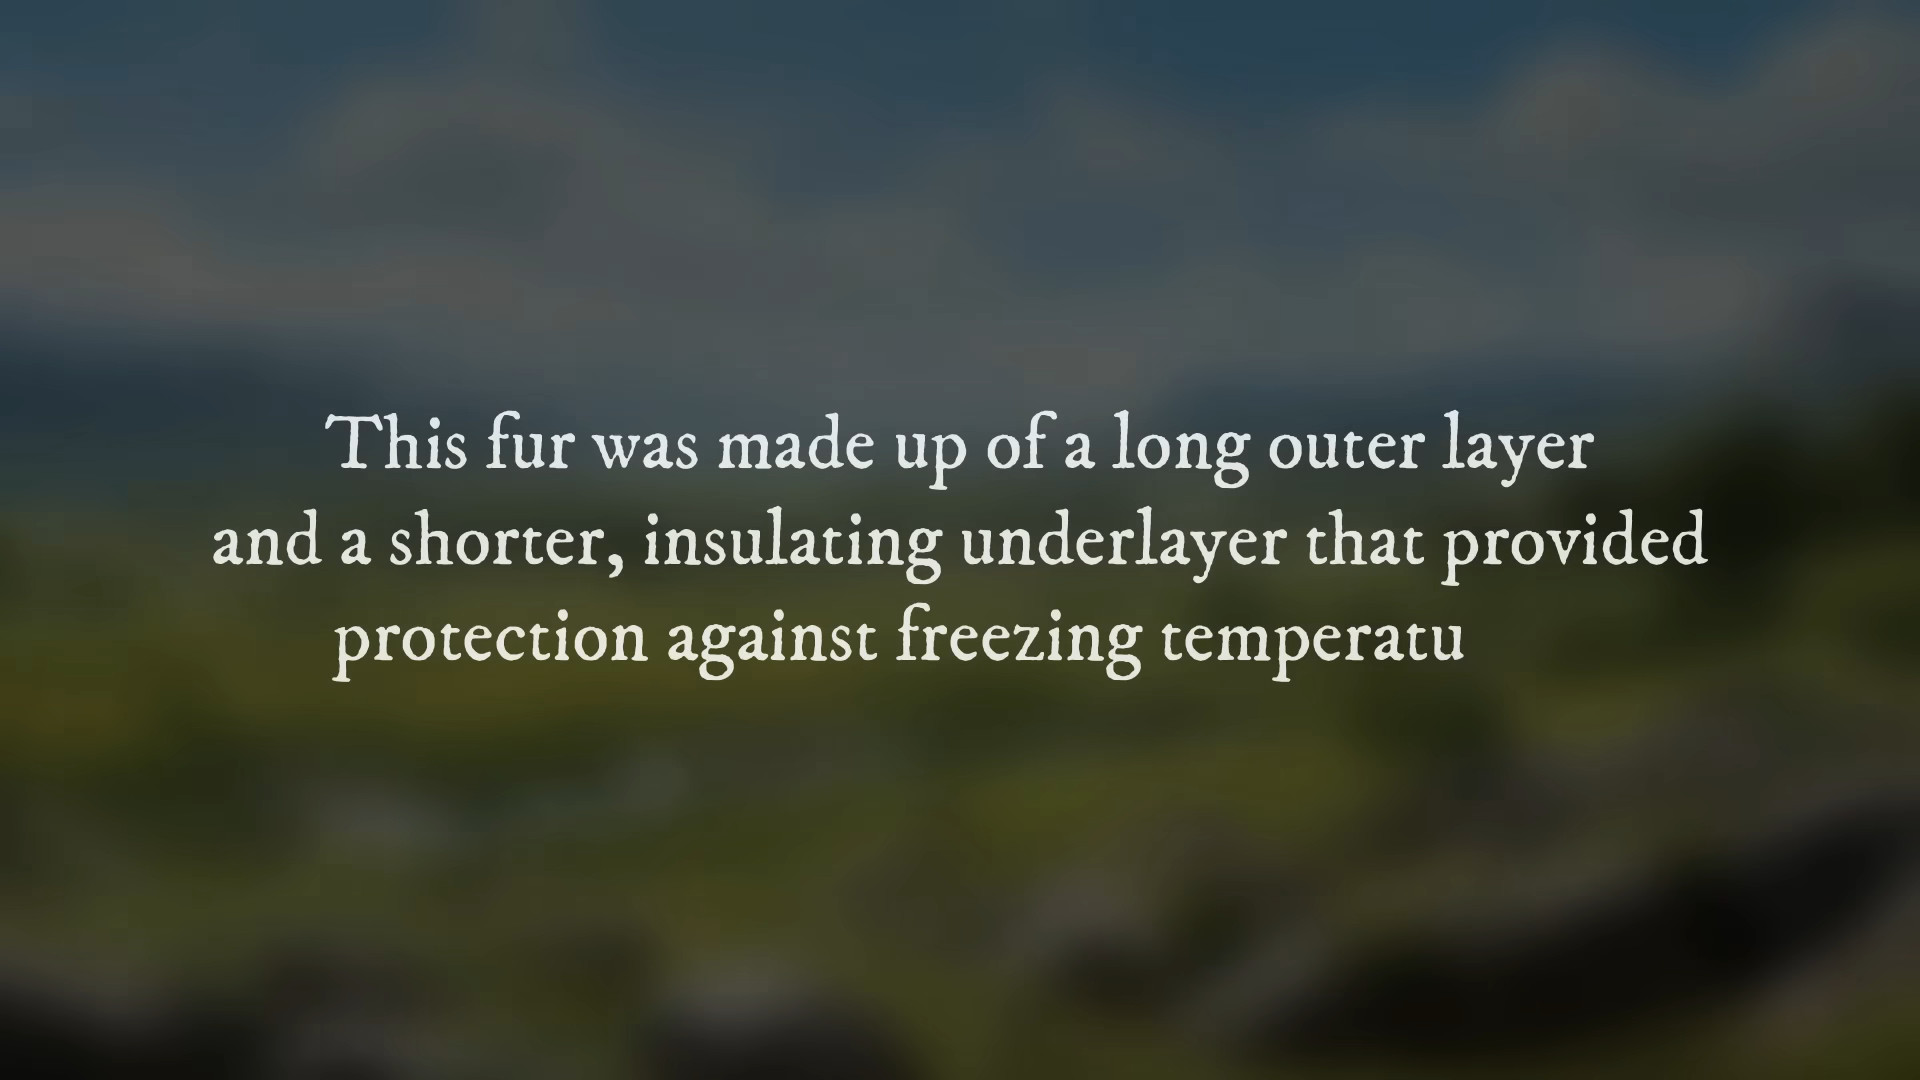 This fur was made up of a long outer layer
and a shorter, insulating underlayer that provided
protection against freezing temperatu